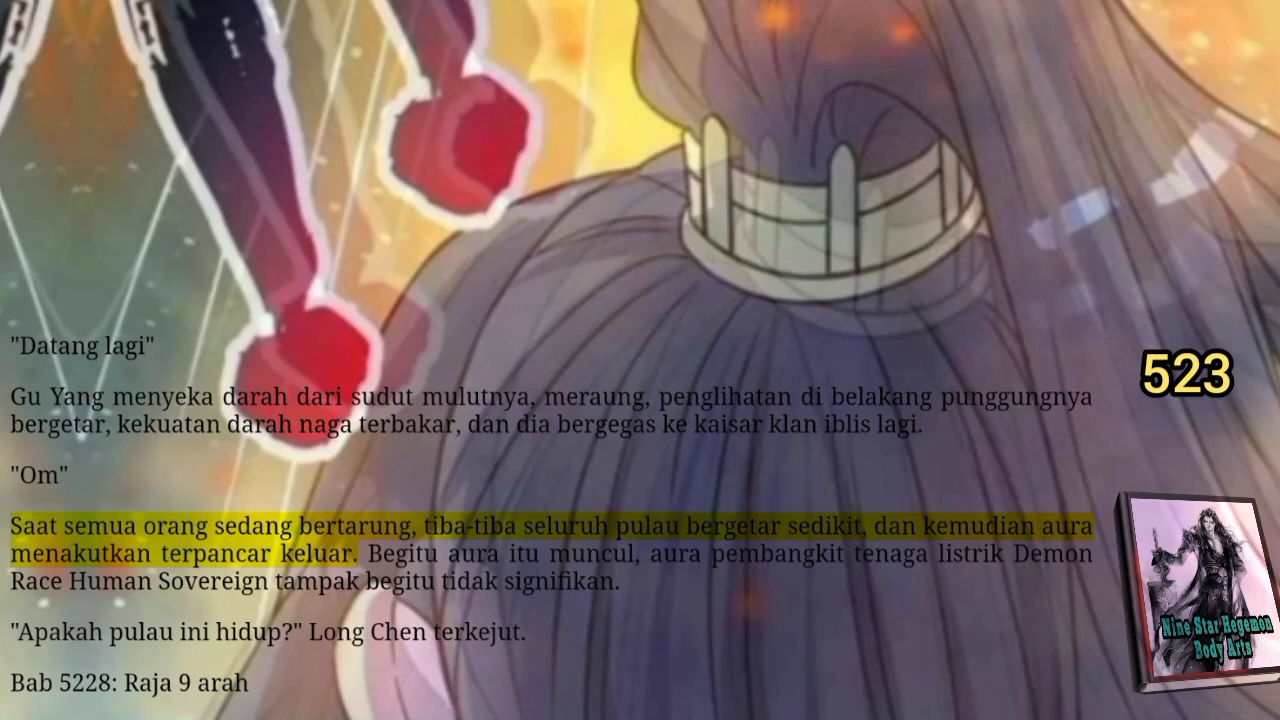 "Datang lagi"
Gu Yang menyeka darah dari sudut mulutnya, meraung, penglihatan di belakang punggungnya
bergetar, kekuatan darah naga terbakar, dan dia bergegas ke kaisar klan iblis lagi.
"Om"
Saat semua orang sedang bertarung, tiba-tiba seluruh pulau bergetar sedikit, dan kemudian aura
menakutkan terpancar keluar. Begitu aura itu muncul, aura pembangkit tenaga listrik Demon
Race Human Sovereign tampak begitu tidak signifikan.
"Apakah pulau ini hidup?" Long Chen terkejut.
Bab 5228: Raja 9 arah
523
Nine Star Hegemon
Body Arts